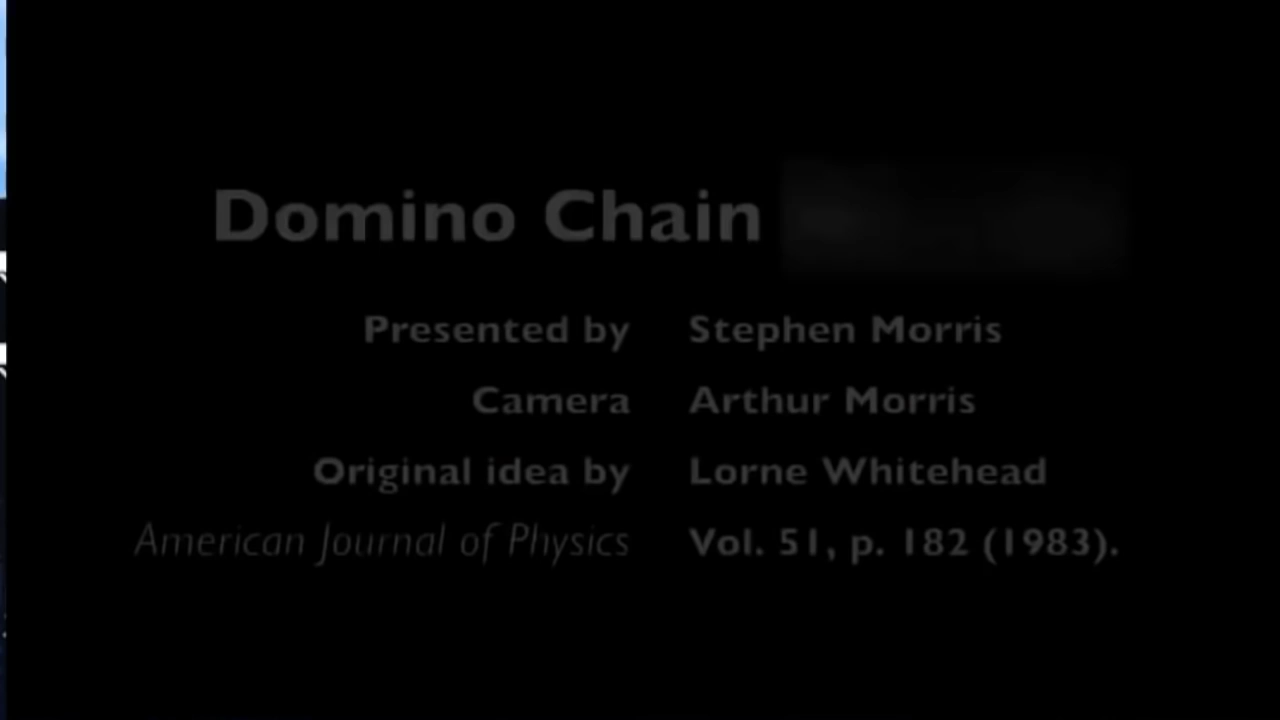 Domino Chain
Presented by Stephen Morris
Camera Arthur Morris
Original idea by Lorne Whitehead
American Journal of Physics Vol. 51, p. 182 (1983).